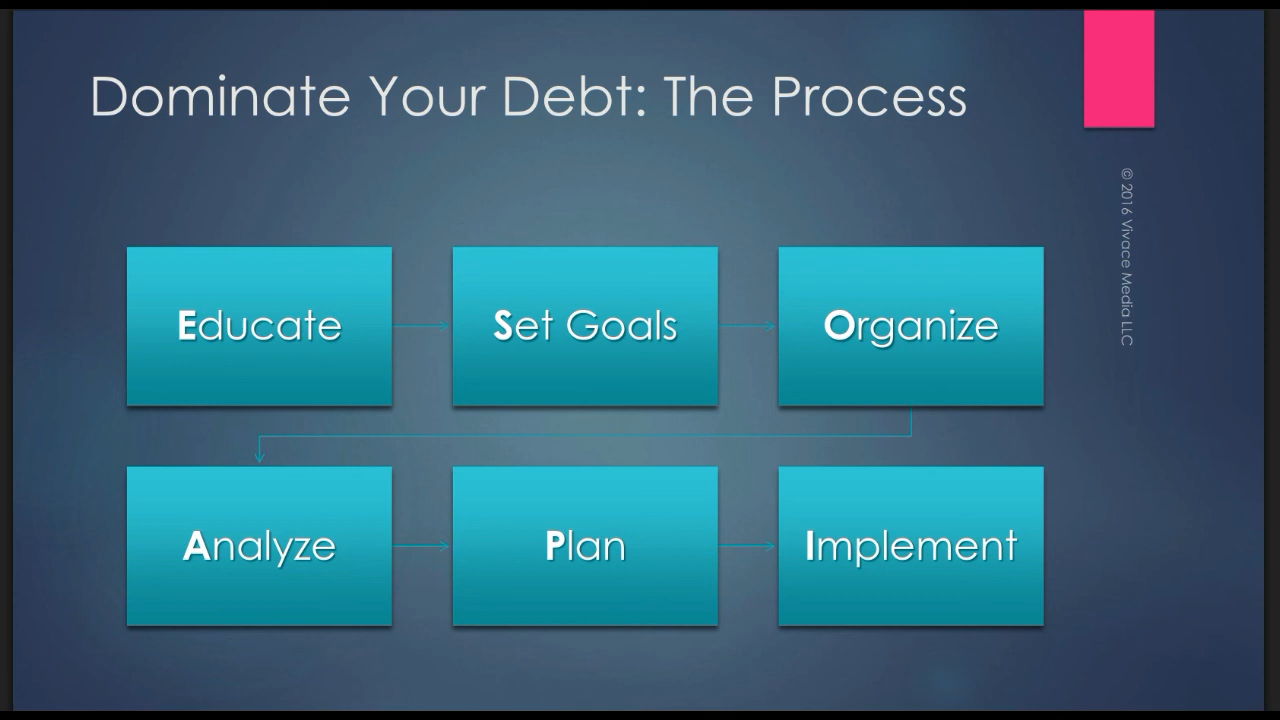 Dominate Your Debt: The Process
© 2016 Vivace Media LLC
Educate
Set Goals
Organize
Analyze
Plan
Implement